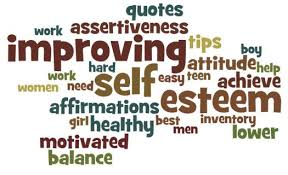 quotes
work assertiveness
improving tips boy
work hard attitude help
women need self easy teen achieve
affirmations esteem
girl healthy best men inventory
motivated lower
balance